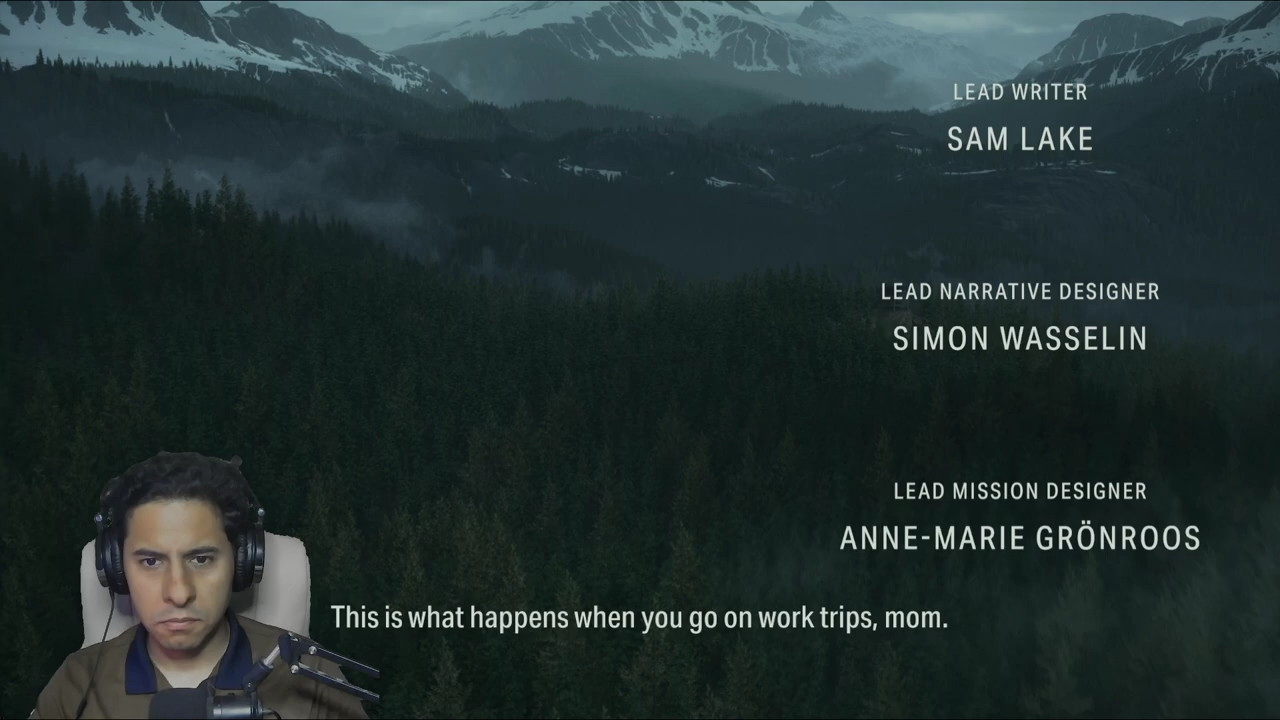 LEAD WRITER
SAM LAKE
LEAD NARRATIVE DESIGNER
SIMON WASSELIN
LEAD MISSION DESIGNER
ANNE-MARIE GRÖNROOS
This is what happens when you go on work trips, mom.